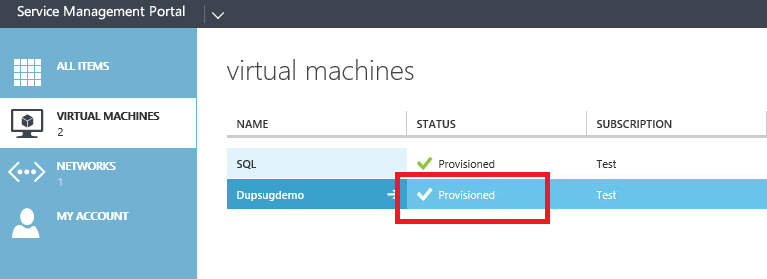 Service Management Portal
ALL ITEMS
VIRTUAL MACHINES
2
NETWORKS
1
MY ACCOUNT
virtual machines
NAME STATUS SUBSCRIPTION
SQL Provisioned Test
Dupsugdemo Provisioned Test